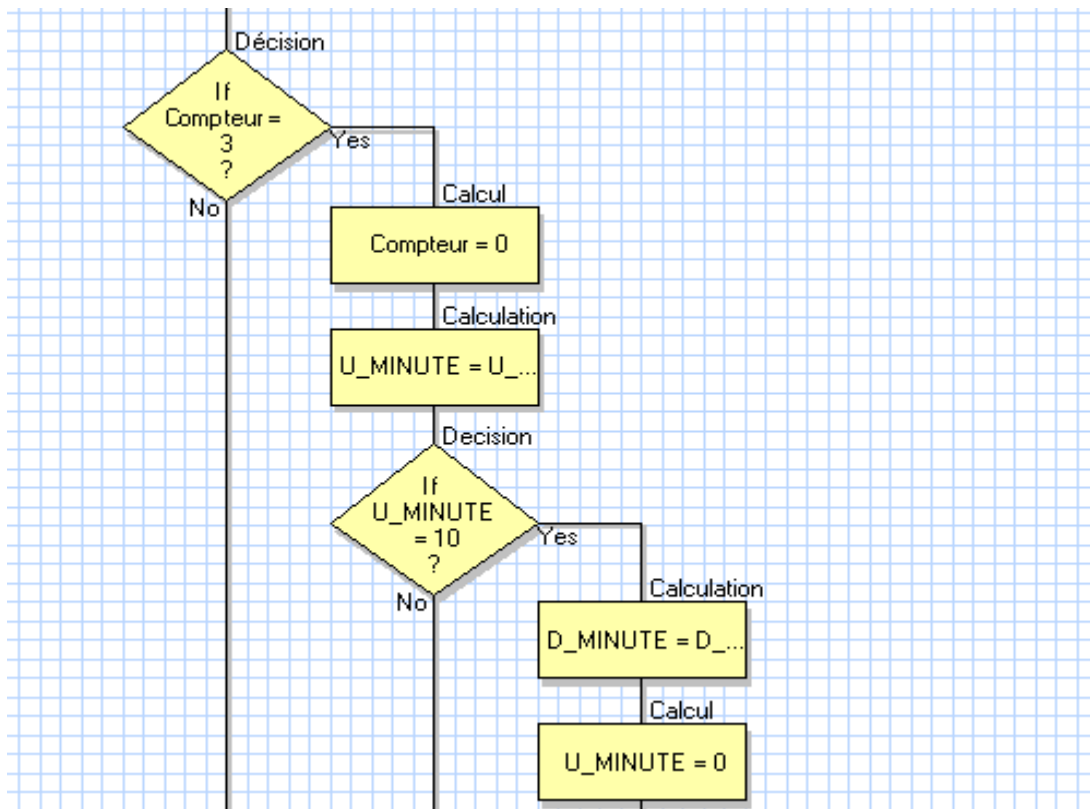 Décision
If
Compteur =
3
?
Yes
No
Calcul
Compteur = 0
Calculation
U_MINUTE = U_...
Decision
If
U_MINUTE
= 10
?
Yes
No
Calculation
D_MINUTE = D_...
Calcul
U_MINUTE = 0